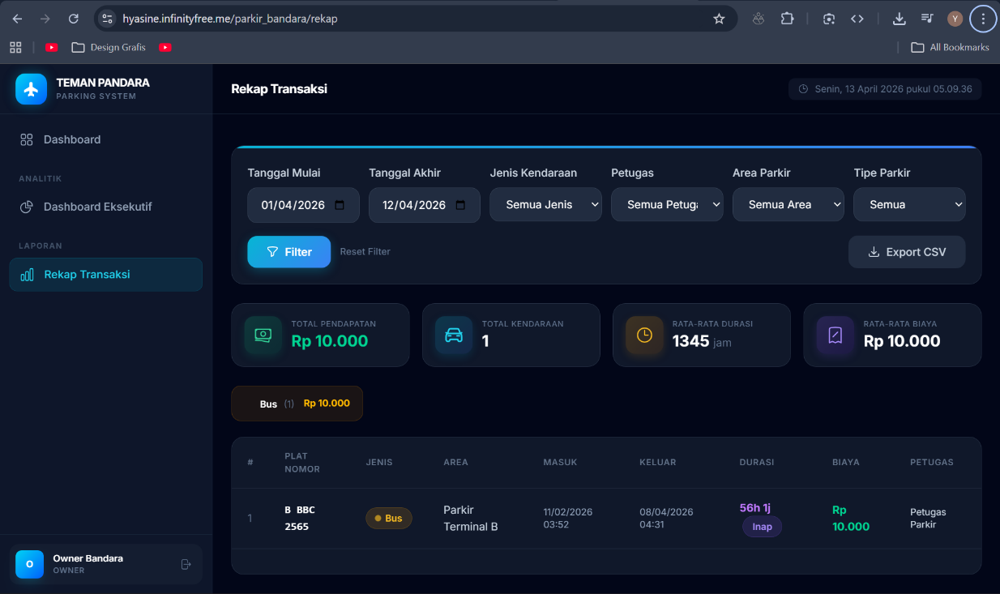 hyasine.infinityfree.me/parkir_bandara/rekap
Y
Design Grafis
All Bookmarks
TEMAN PANDARA
PARKING SYSTEM
Dashboard
ANALITIK
Dashboard Eksekutif
LAPORAN
Rekap Transaksi
Owner Bandara
OWNER
O
Rekap Transaksi
Senin, 13 April 2026 pukul 05.09.36
Tanggal Mulai
Tanggal Akhir
Jenis Kendaraan
Petugas
Area Parkir
Tipe Parkir
01/04/2026
12/04/2026
Semua Jenis
Semua Petug
Semua Area
Semua
Filter
Reset Filter
Export CSV
TOTAL PENDAPATAN
Rp 10.000
TOTAL KENDARAAN
1
RATA-RATA DURASI
1345 jam
RATA-RATA BIAYA
Rp 10.000
Bus (1) Rp 10.000
#
PLAT
NOMOR
JENIS
AREA
MASUK
KELUAR
DURASI
BIAYA
PETUGAS
1
B BBC
2565
Bus
Parkir
Terminal B
11/02/2026
03:52
08/04/2026
04:31
56h 1j
Inap
Rp
10.000
Petugas
Parkir